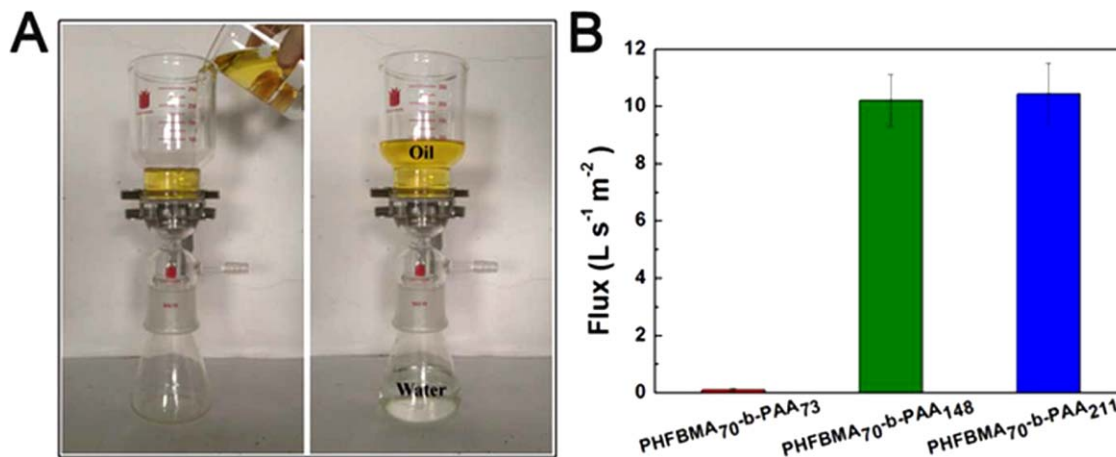 A
Oil
Water
B
Flux (L s⁻¹ m⁻²)
12
10
8
6
4
2
0
PHFBMA₇₀-b-PAA₇₃
PHFBMA₇₀-b-PAA₁₄₈
PHFBMA₇₀-b-PAA₂₁₁